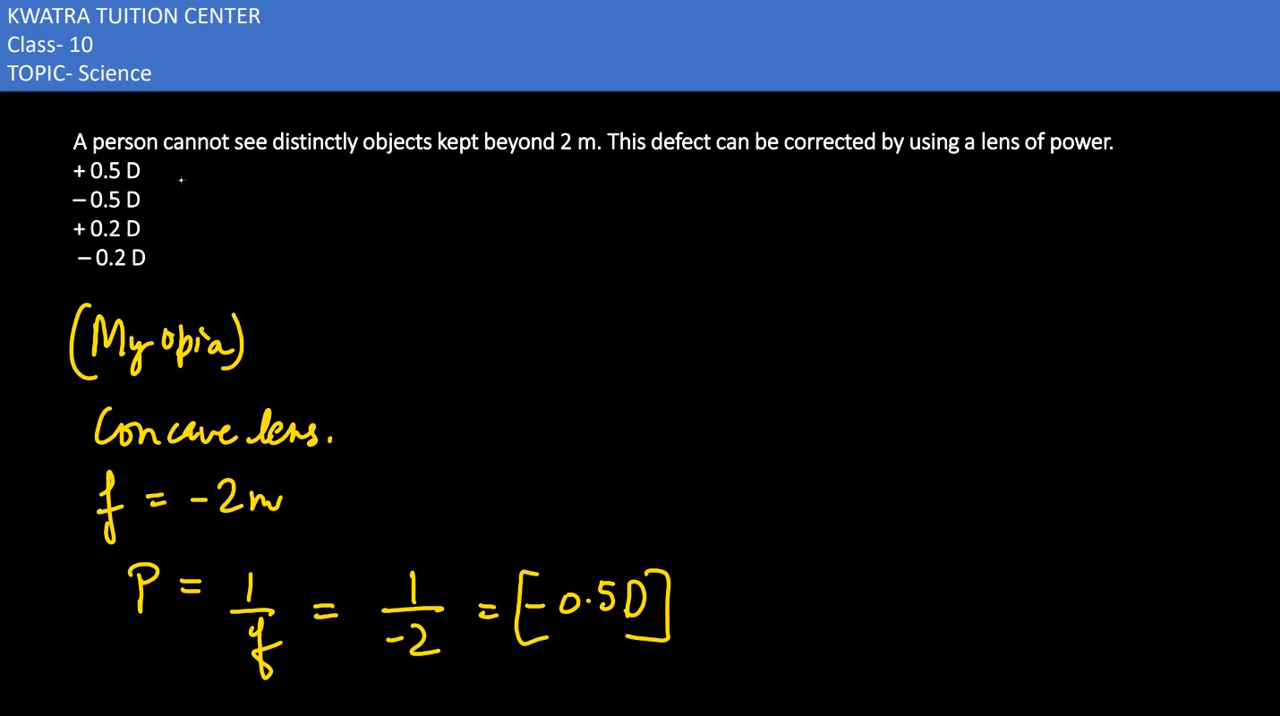 KWATRA TUITION CENTER
Class- 10
TOPIC- Science
A person cannot see distinctly objects kept beyond 2 m. This defect can be corrected by using a lens of power.
+ 0.5 D
– 0.5 D
+ 0.2 D
– 0.2 D
(Myopia)
Concave lens.
f = -2m
P = 1/f = 1/-2 = [-0.5D]